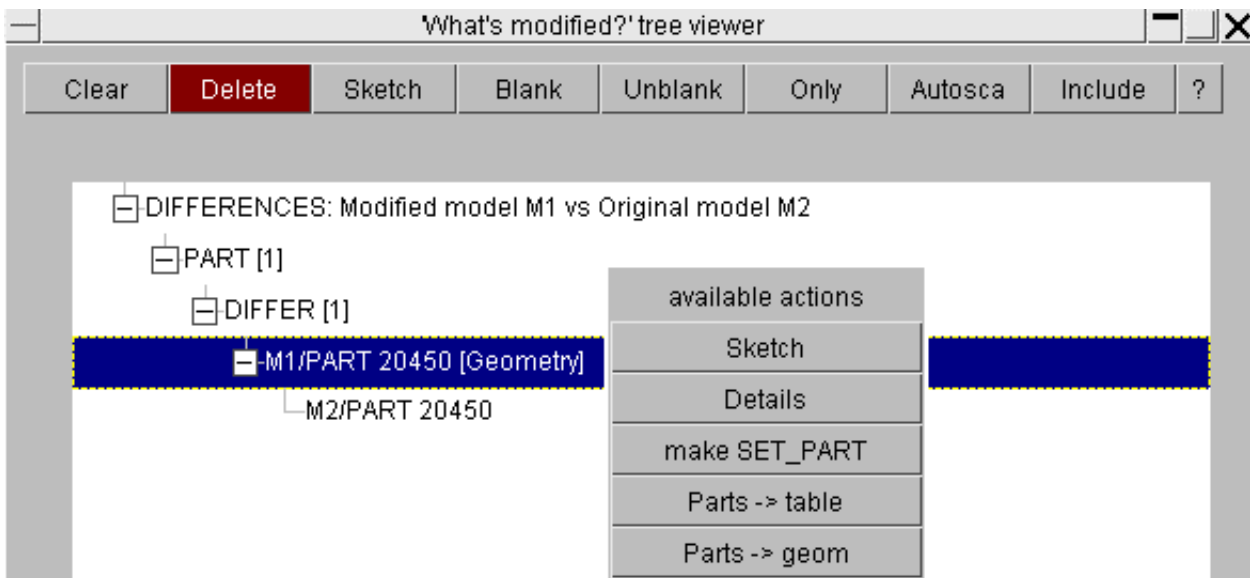 'What's modified?' tree viewer
Clear Delete Sketch Blank Unblank Only Autosca Include ?
DIFFERENCES: Modified model M1 vs Original model M2
PART [1]
DIFFER [1]
M1/PART 20450 [Geometry]
M2/PART 20450
available actions
Sketch
Details
make SET_PART
Parts -> table
Parts -> geom